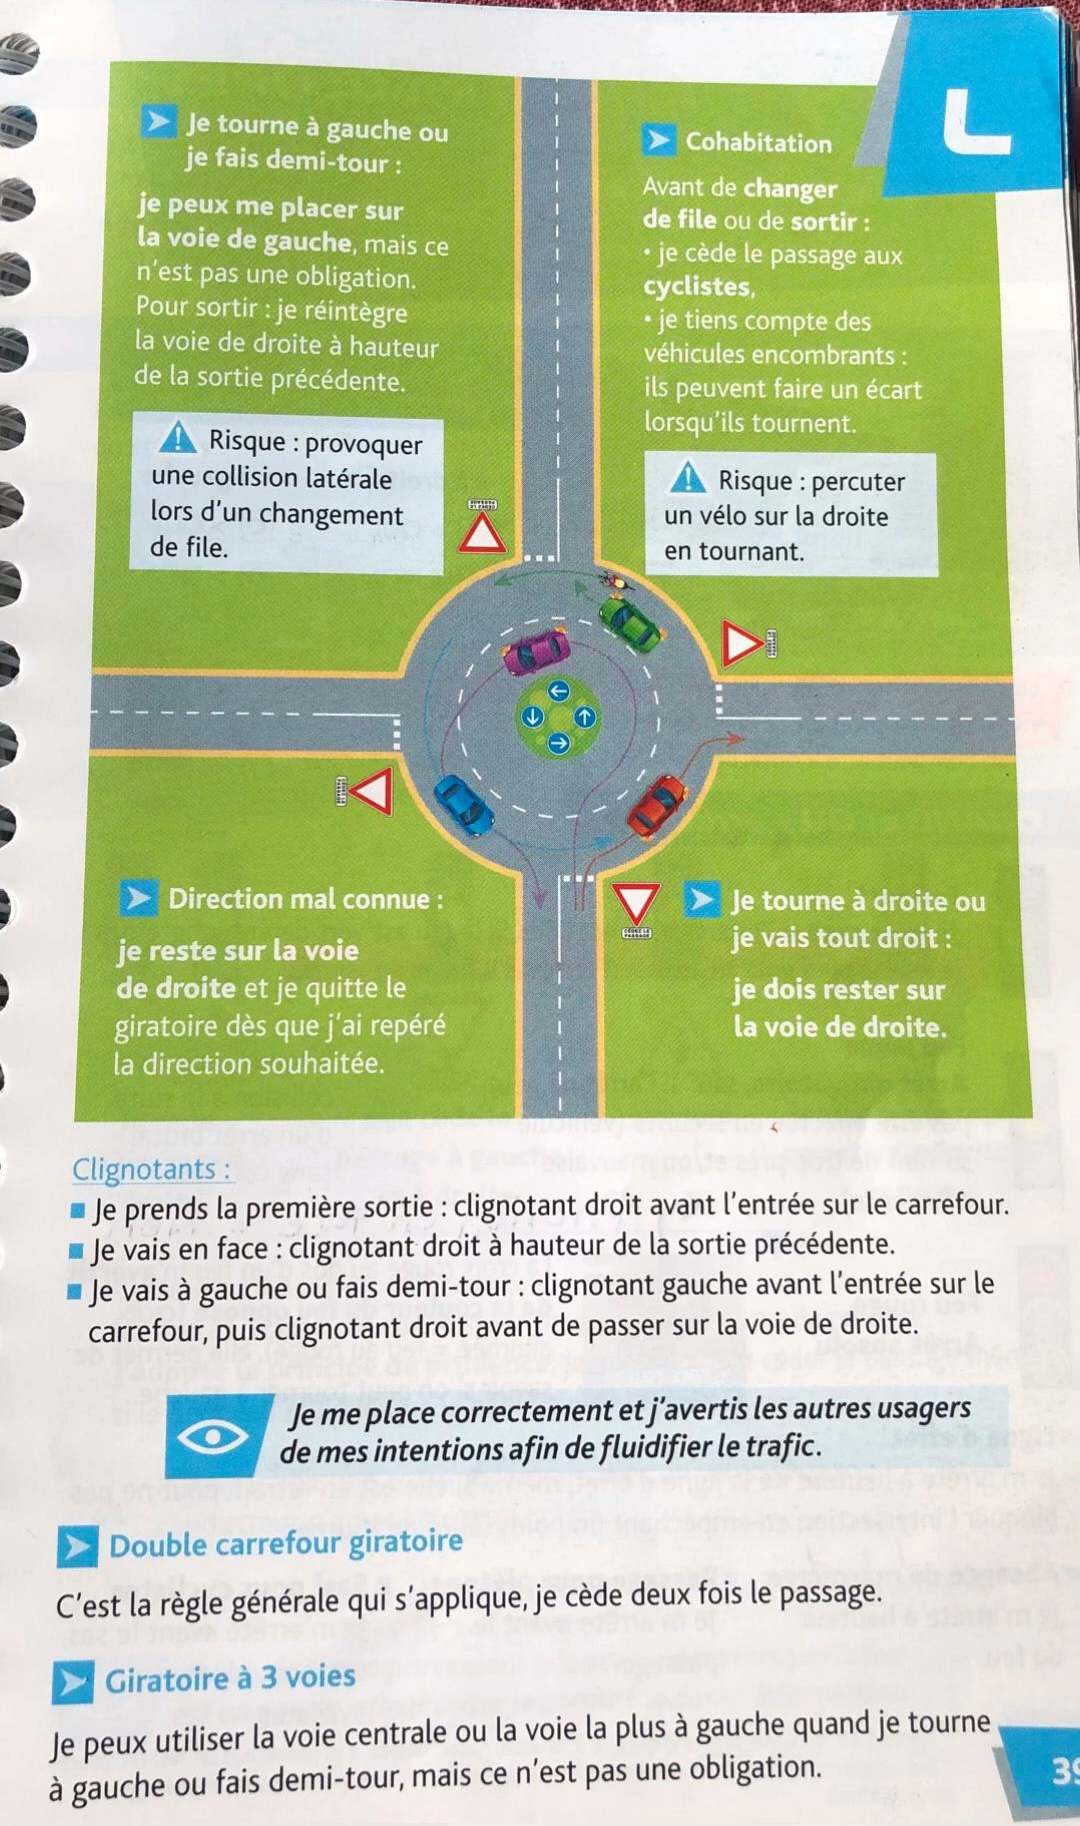 L
Je tourne à gauche ou
je fais demi-tour :
je peux me placer sur
la voie de gauche, mais ce
n'est pas une obligation.
Pour sortir : je réintègre
la voie de droite à hauteur
de la sortie précédente.
Risque : provoquer
une collision latérale
lors d'un changement
de file.
Cohabitation
Avant de changer
de file ou de sortir :
• je cède le passage aux
cyclistes,
• je tiens compte des
véhicules encombrants :
ils peuvent faire un écart
lorsqu'ils tournent.
Risque : percuter
un vélo sur la droite
en tournant.
Direction mal connue :
je reste sur la voie
de droite et je quitte le
giratoire dès que j'ai repéré
la direction souhaitée.
CÉDEZ LE
PASSAGE
Je tourne à droite ou
je vais tout droit :
je dois rester sur
la voie de droite.
Clignotants :
Je prends la première sortie : clignotant droit avant l'entrée sur le carrefour.
Je vais en face : clignotant droit à hauteur de la sortie précédente.
Je vais à gauche ou fais demi-tour : clignotant gauche avant l'entrée sur le
carrefour, puis clignotant droit avant de passer sur la voie de droite.
Je me place correctement et j'avertis les autres usagers
de mes intentions afin de fluidifier le trafic.
Double carrefour giratoire
C'est la règle générale qui s'applique, je cède deux fois le passage.
Giratoire à 3 voies
Je peux utiliser la voie centrale ou la voie la plus à gauche quand je tourne
à gauche ou fais demi-tour, mais ce n'est pas une obligation.